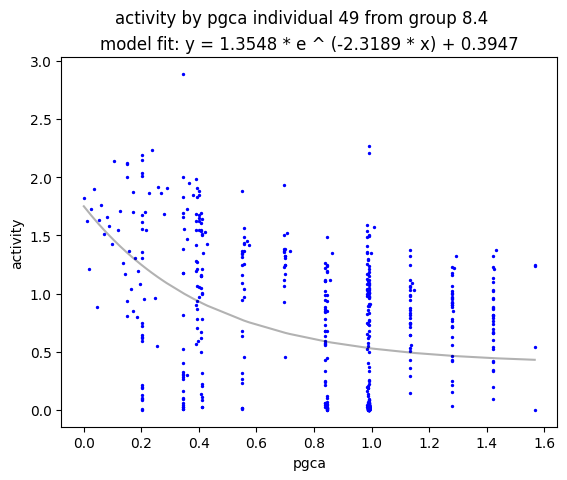 activity by pgca individual 49 from group 8.4
model fit: y = 1.3548 * e ^ (-2.3189 * x) + 0.3947
3.0
2.5
2.0
1.5
1.0
0.5
0.0
activity
0.0 0.2 0.4 0.6 0.8 1.0 1.2 1.4 1.6
pgca